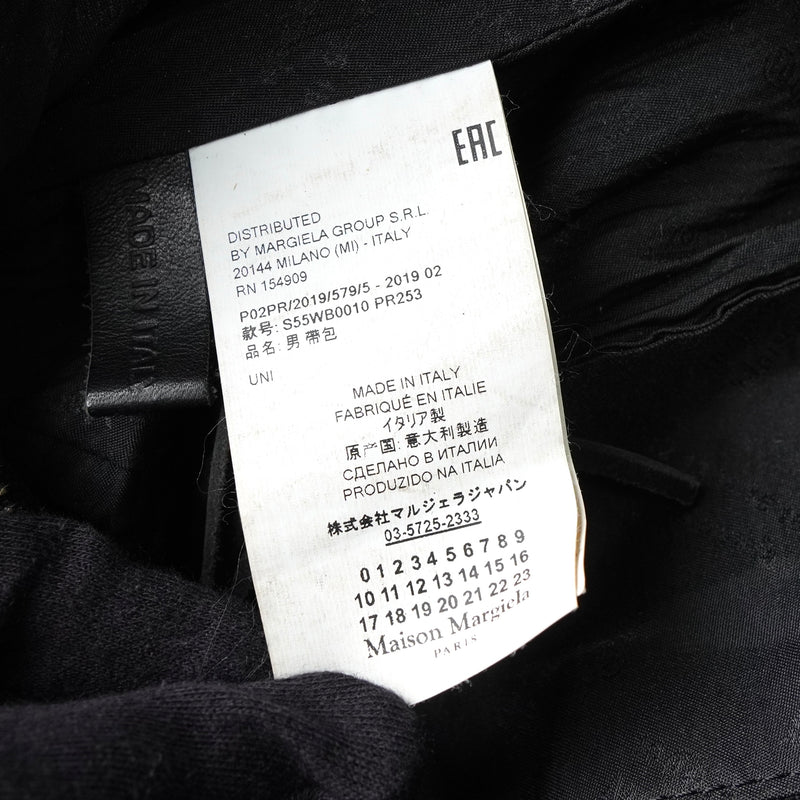 EAC
DISTRIBUTED
BY MARGIELA GROUP S.R.L
20144 MILANO (MI) - ITALY
RN 154909
P02PR/2019/579/5 - 2019 02
款号: S55WB0010 PR253
品名: 男 帶包
UNI
MADE IN ITALY
FABRIQUÉ EN ITALIE
イタリア製
原产国: 意大利製造
СДЕЛАНО В ИТАЛИИ
PRODUZIDO NA ITALIA
株式会社マルジェラジャパン
03-5725-2333
0 1 2 3 4 5 6 7 8 9
10 11 12 13 14 15 16
17 18 19 20 21 22 23
Maison Margiela
PARIS
MADE IN ITALY